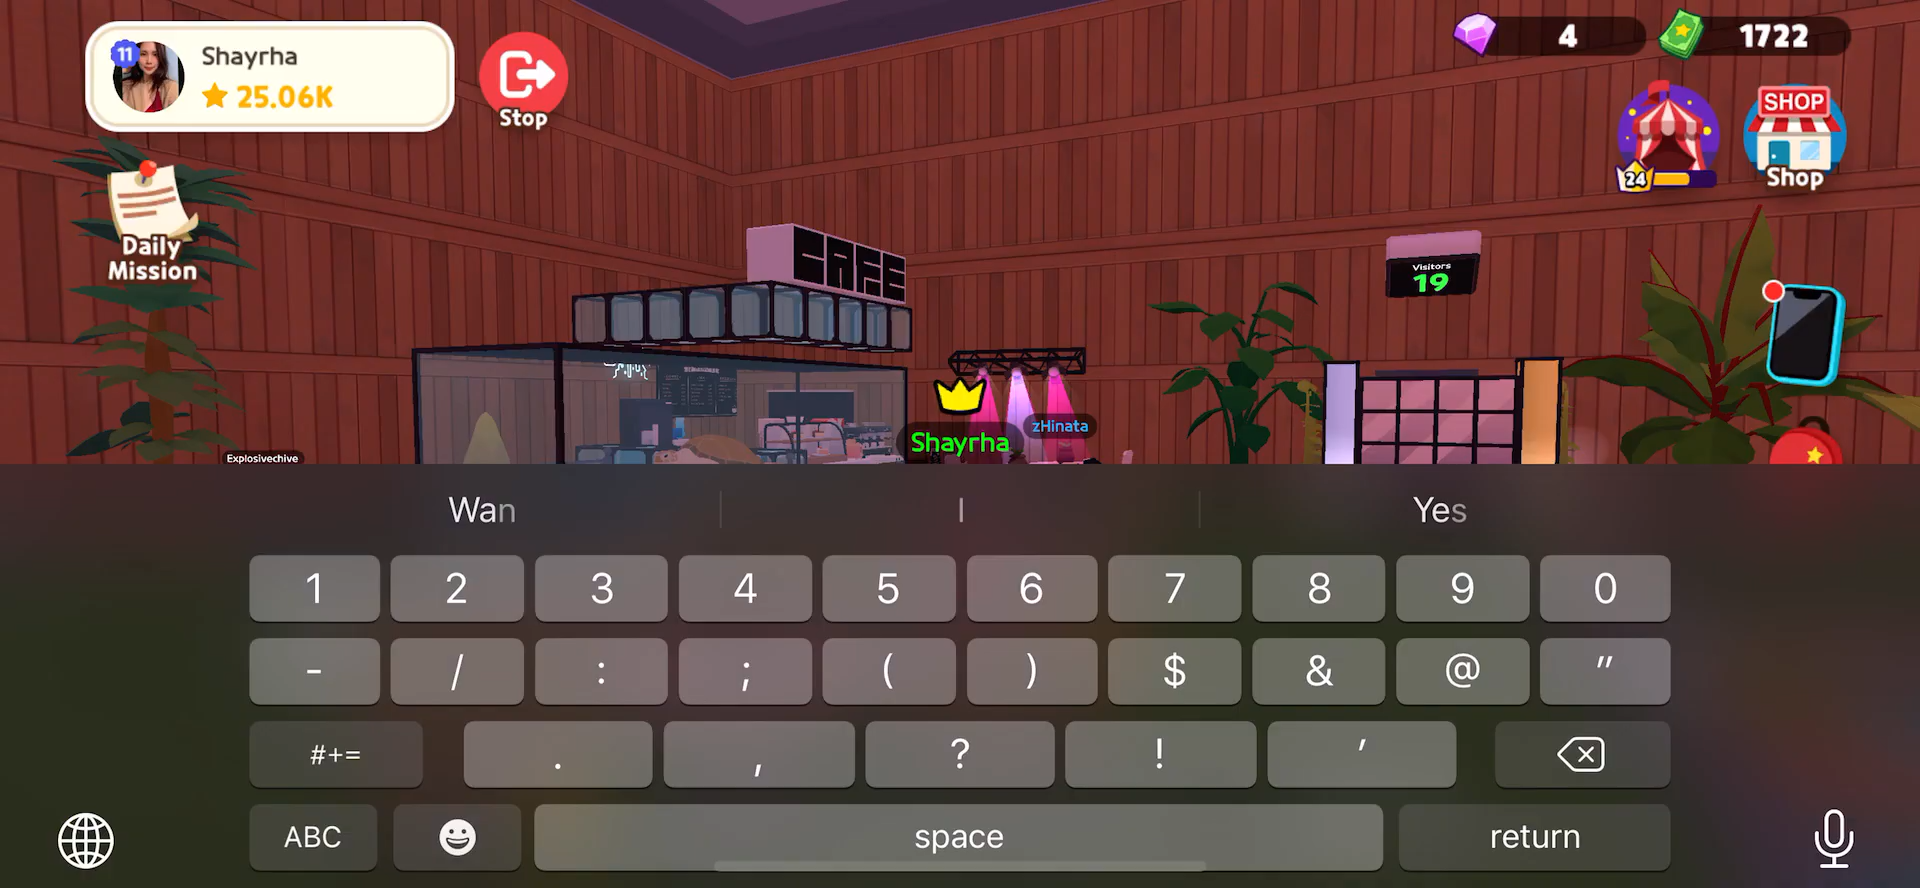 11
Shayrha
25.06K
Stop
4
1722
SHOP
24
Shop
Daily
Mission
CAFE
Visitors
19
zHinata
Shayrha
Explosivechive
Wan
I
Yes
1 2 3 4 5 6 7 8 9 0
- / : ; ( ) $ & @ "
#+= . , ? ! '
ABC space return